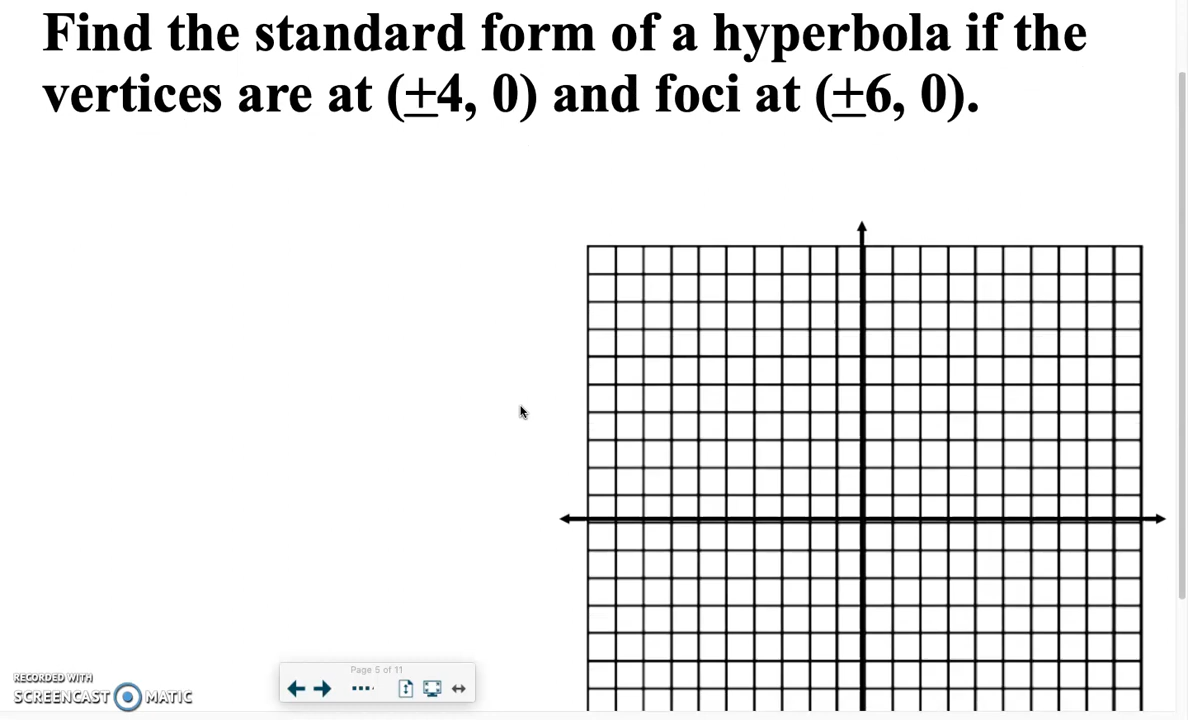 Find the standard form of a hyperbola if the
vertices are at (±4, 0) and foci at (±6, 0).
Page 5 of 11
RECORDED WITH
SCREENCAST MATIC